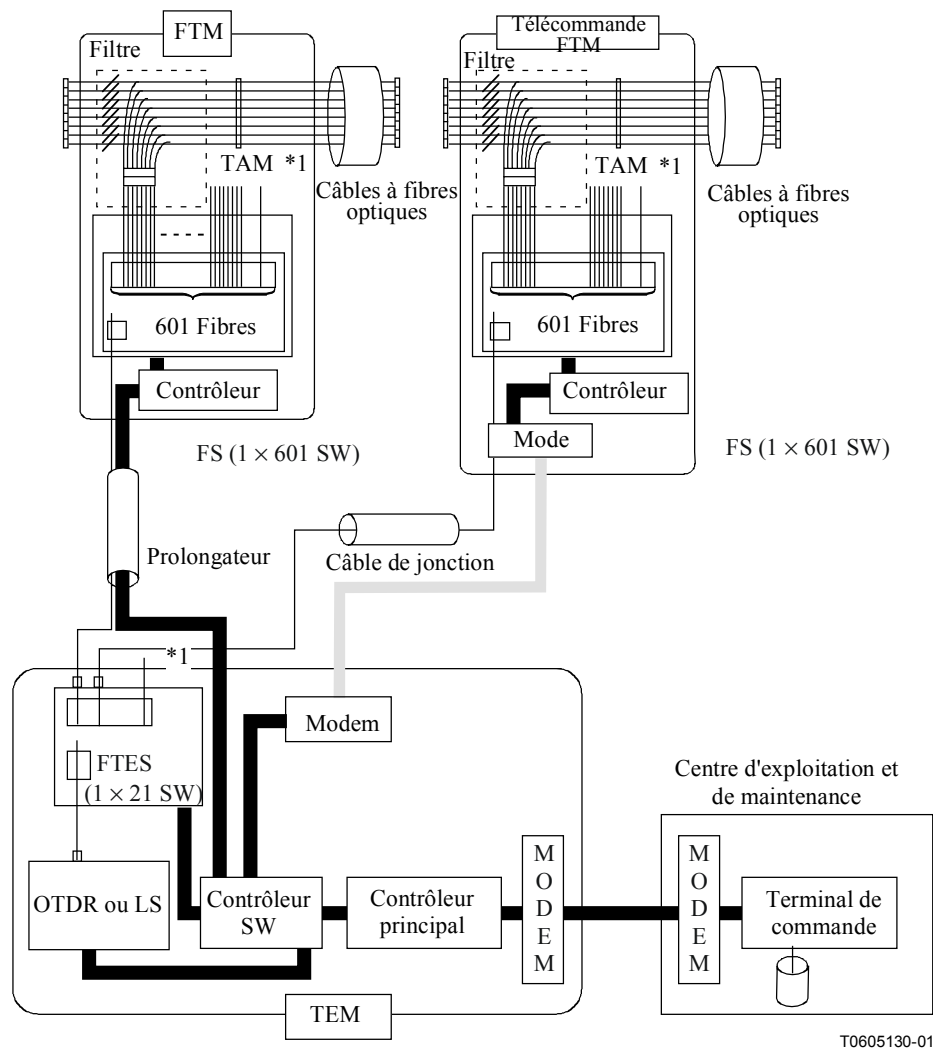 FTM
Filtre
TAM *1
Câbles à fibres
optiques
601 Fibres
Contrôleur
FS (1 × 601 SW)
Télécommande
FTM
Filtre
TAM *1
Câbles à fibres
optiques
601 Fibres
Contrôleur
Mode
FS (1 × 601 SW)
Prolongateur
Câble de jonction
*1
Modem
FTES
(1 × 21 SW)
OTDR ou LS
Contrôleur
SW
Contrôleur
principal
MODEM
TEM
Centre d'exploitation et
de maintenance
MODEM
Terminal de
commande
T0605130-01